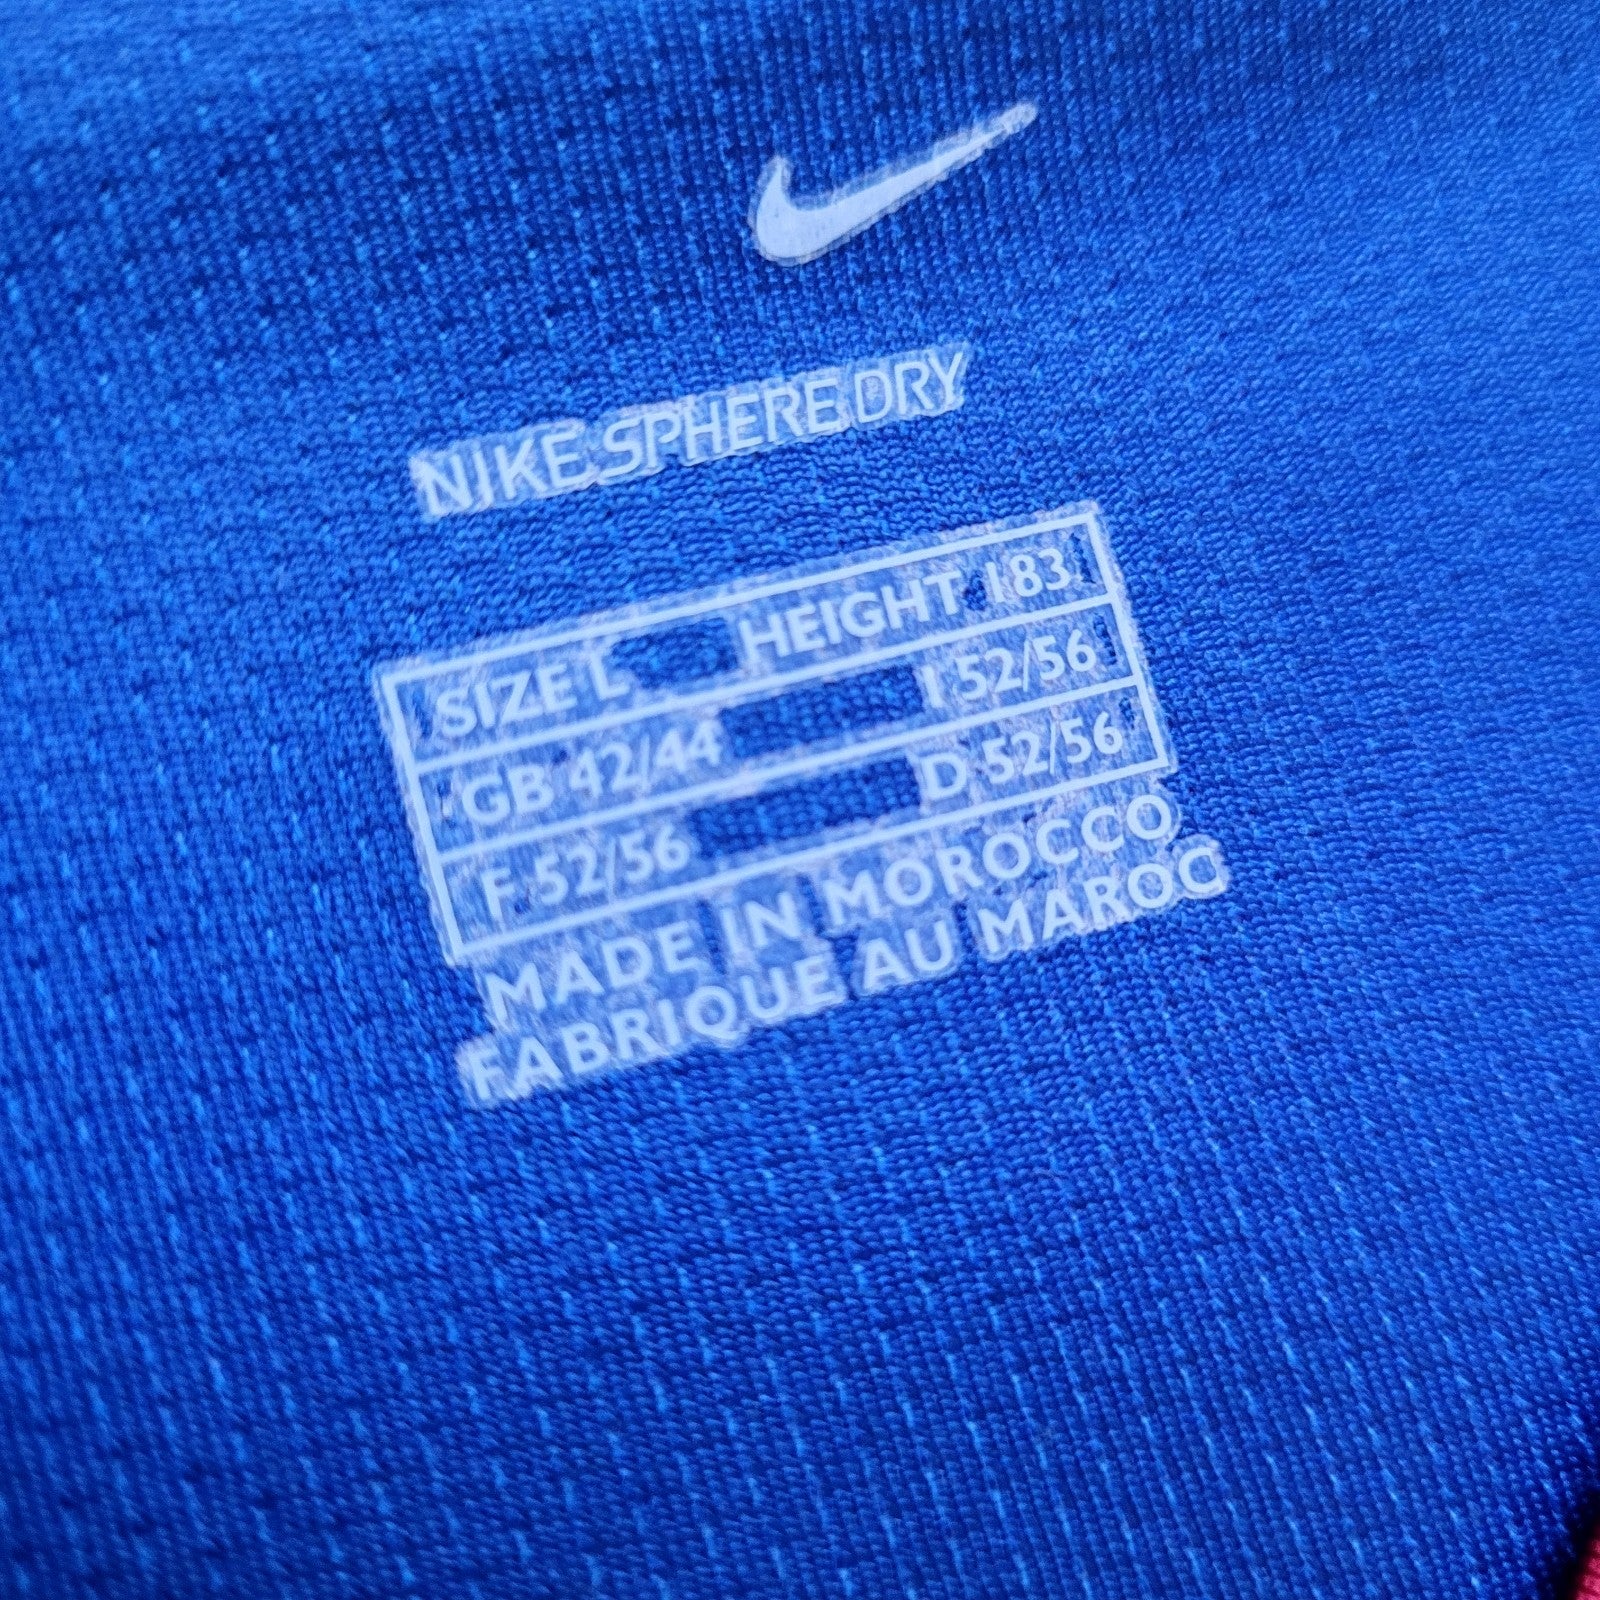 NIKE SPHERE DRY
SIZE L HEIGHT 183
GB 42/44 I 52/56
F 52/56 D 52/56
MADE IN MOROCCO
FABRIQUE AU MAROC